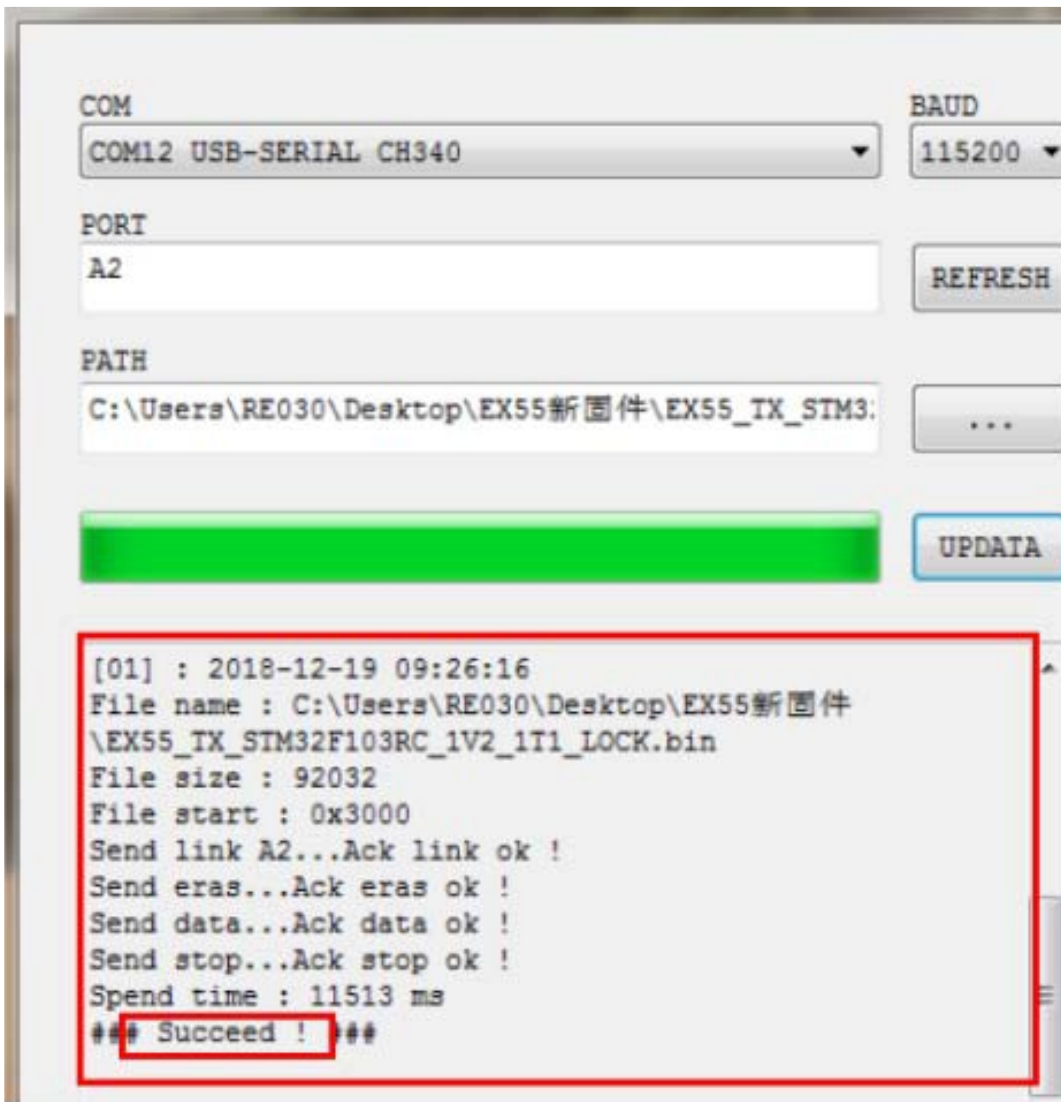 COM
BAUD
COM12 USB-SERIAL CH340
115200
PORT
A2
REFRESH
PATH
C:\Users\RE030\Desktop\EX55新固件\EX55_TX_STM3
...
UPDATA
[01] : 2018-12-19 09:26:16
File name : C:\Users\RE030\Desktop\EX55新固件
\EX55_TX_STM32F103RC_1V2_1T1_LOCK.bin
File size : 92032
File start : 0x3000
Send link A2...Ack link ok !
Send eras...Ack eras ok !
Send data...Ack data ok !
Send stop...Ack stop ok !
Spend time : 11513 ms
### Succeed ! ###